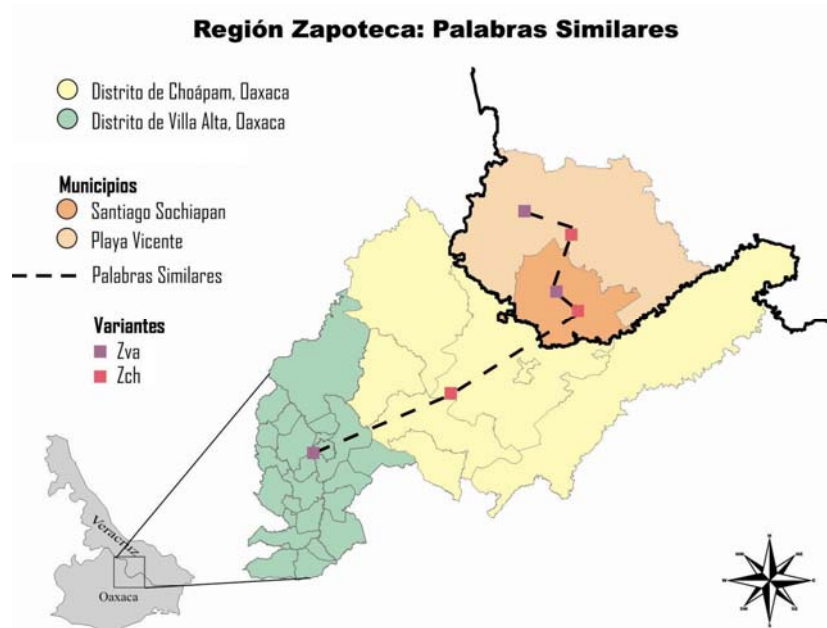 Región Zapoteca: Palabras Similares
Distrito de Choápam, Oaxaca
Distrito de Villa Alta, Oaxaca
Municipios
Santiago Sochiapan
Playa Vicente
Palabras Similares
Variantes
Zva
Zch
Veracruz
Oaxaca